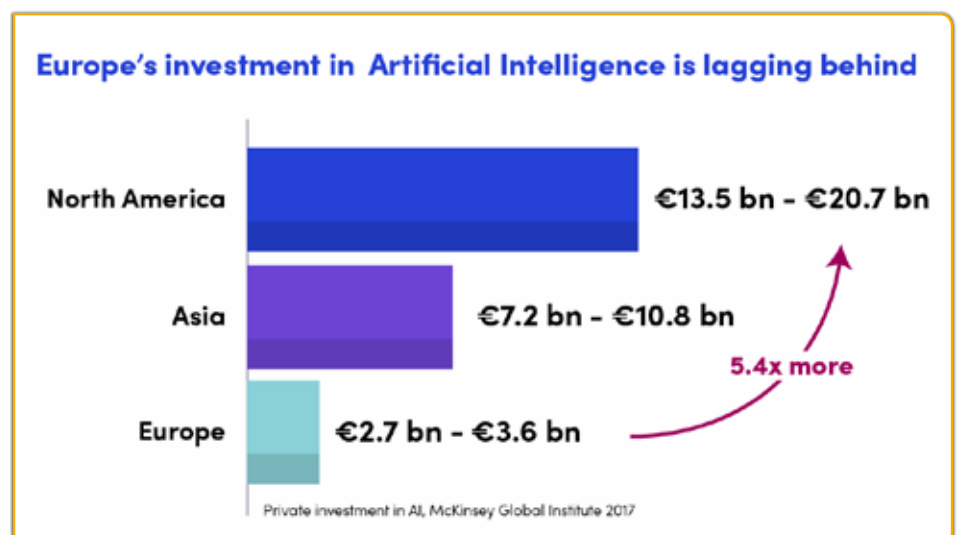 Europe's investment in Artificial Intelligence is lagging behind
North America
€13.5 bn - €20.7 bn
Asia
€7.2 bn - €10.8 bn
5.4x more
Europe
€2.7 bn - €3.6 bn
Private investment in AI, McKinsey Global Institute 2017